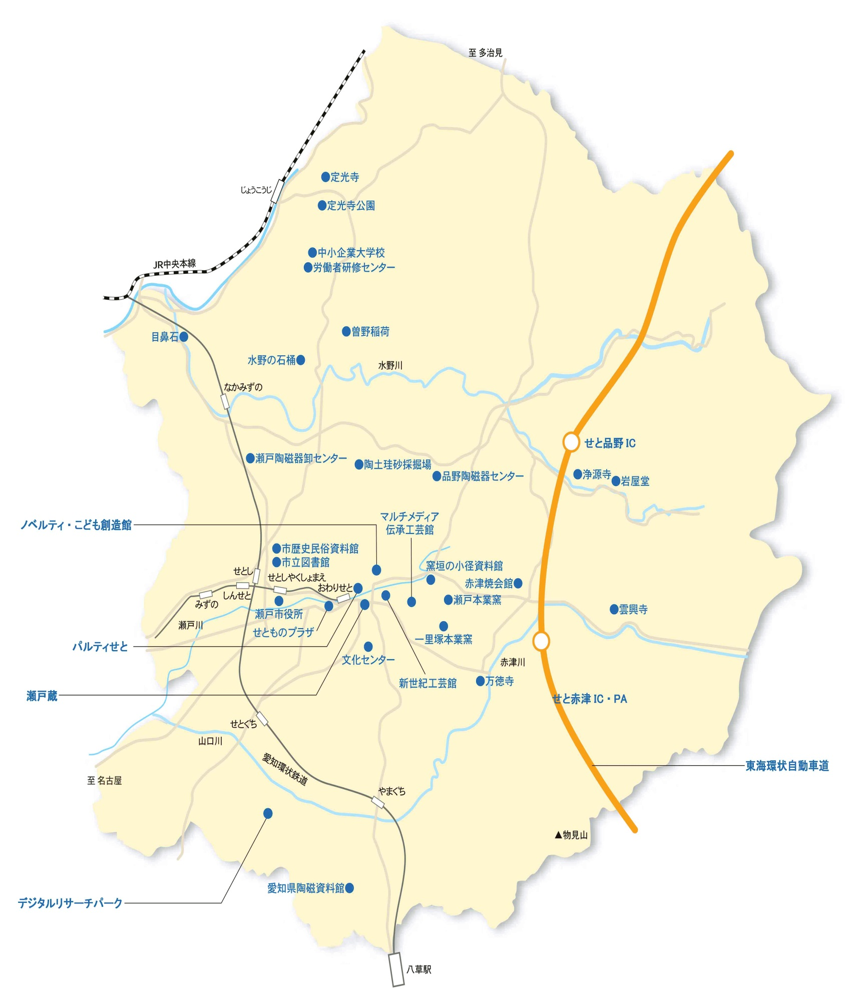 至 多治見
定光寺
じょうこうじ
定光寺公園
中小企業大学校
JR中央本線
労働者研修センター
曽野稲荷
目鼻石
水野の石桶
水野川
なかみずの
せと品野 IC
瀬戸陶磁器卸センター
陶土珪砂採掘場
品野陶磁器センター
浄源寺
岩屋堂
マルチメディア
伝承工芸館
ノベルティ・こども創造館
市歴史民俗資料館
市立図書館
窯垣の小径資料館
せとし
せとしやくしょまえ
おわりせと
赤津焼会館
しんせと
みずの
瀬戸本業窯
瀬戸市役所
雲興寺
瀬戸川
せとものプラザ
一里塚本業窯
パルティせと
文化センター
赤津川
新世紀工芸館
万徳寺
瀬戸蔵
せと赤津 IC・PA
せとぐち
山口川
愛知環状鉄道
東海環状自動車道
至 名古屋
やまぐち
▲物見山
愛知県陶磁資料館
デジタルリサーチパーク
八草駅